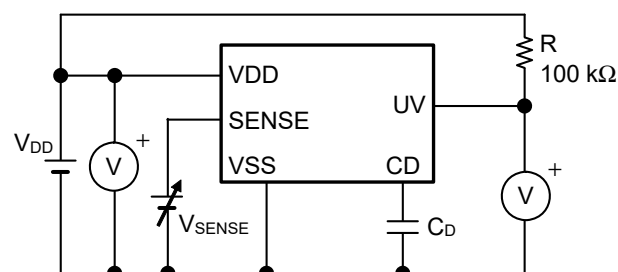 R
100 kΩ
VDD
UV
SENSE
VDD
+
V
VSS
CD
+
V
VSENSE
CD